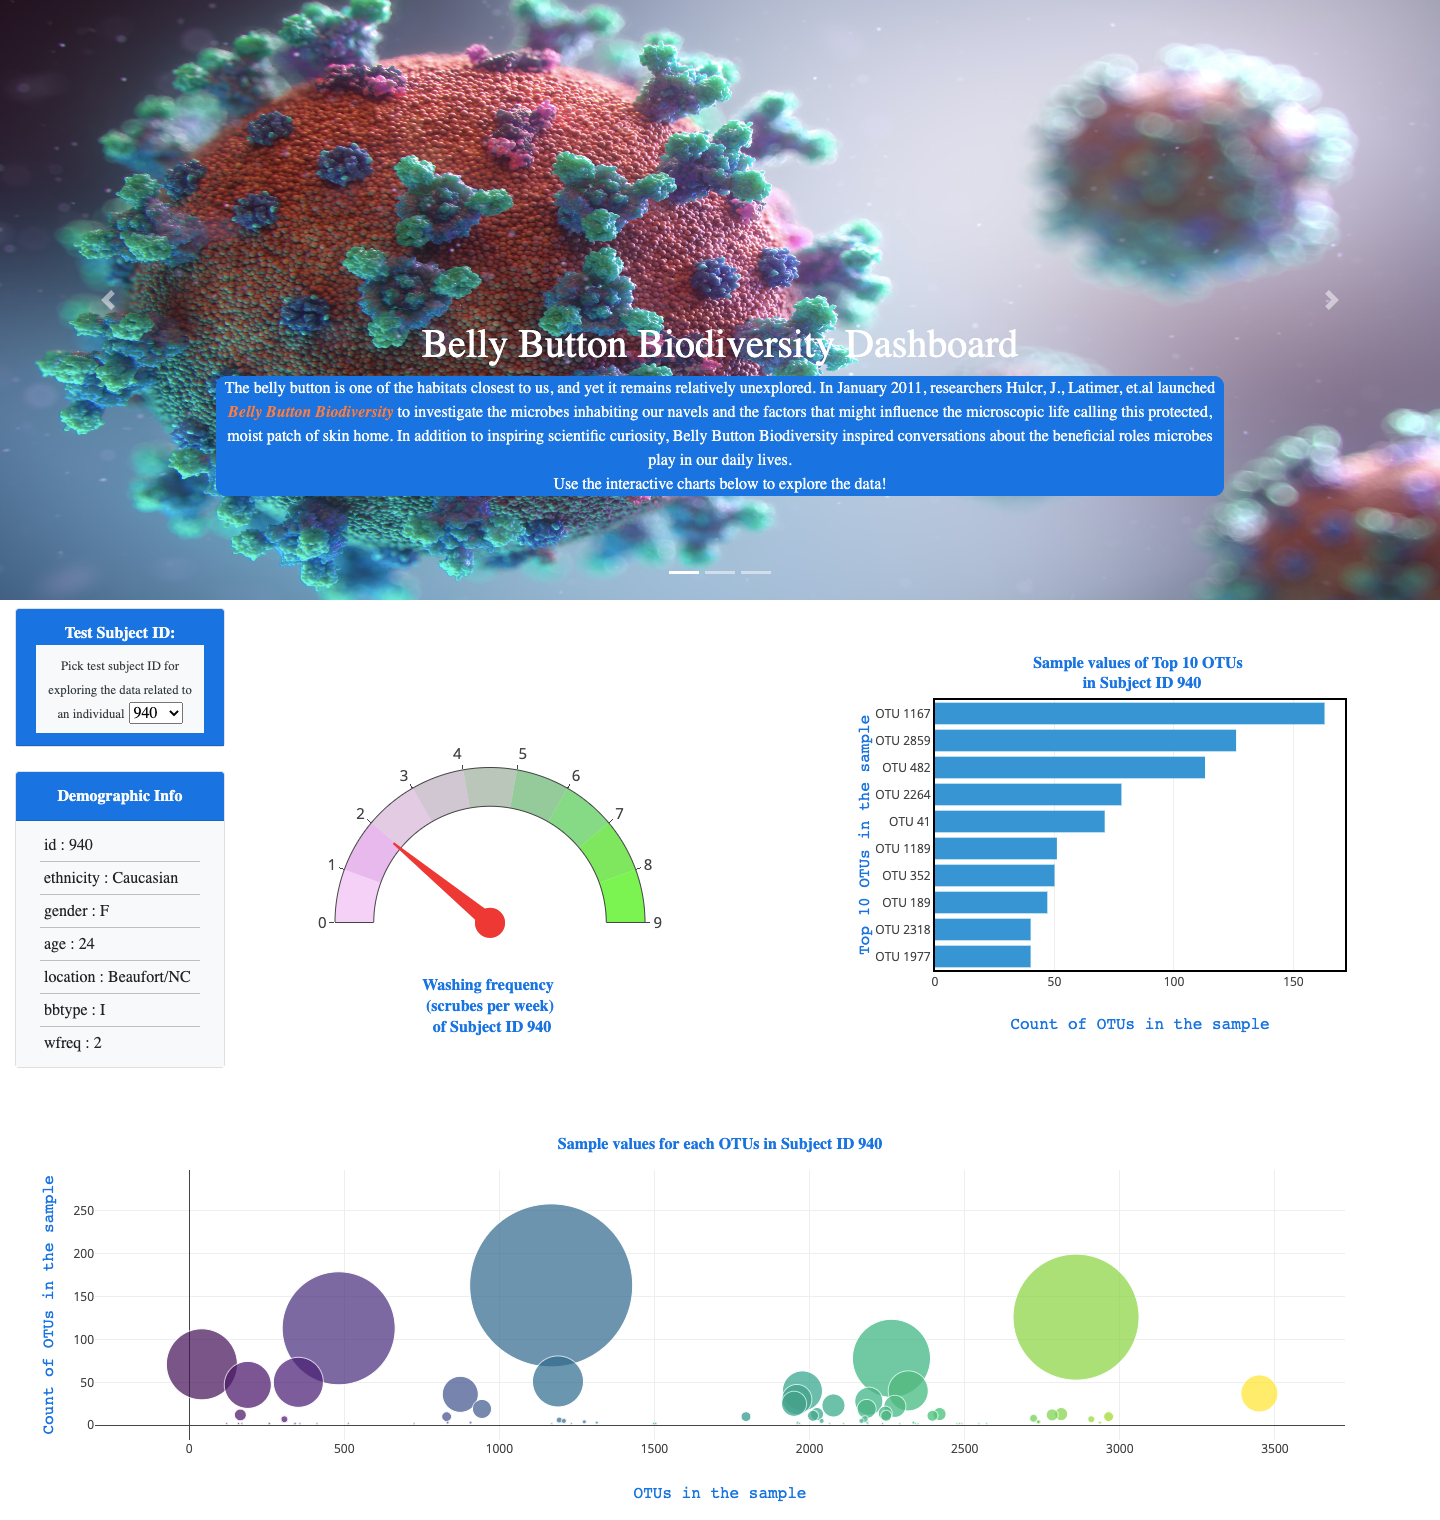 Belly Button Biodiversity Dashboard
The belly button is one of the habitats closest to us, and yet it remains relatively unexplored. In January 2011, researchers Hulcr, J., Latimer, et.al launched
Belly Button Biodiversity to investigate the microbes inhabiting our navels and the factors that might influence the microscopic life calling this protected,
moist patch of skin home. In addition to inspiring scientific curiosity, Belly Button Biodiversity inspired conversations about the beneficial roles microbes
play in our daily lives.
Use the interactive charts below to explore the data!
Test Subject ID:
Pick test subject ID for
exploring the data related to
an individual 940
Demographic Info
id : 940
ethnicity : Caucasian
gender : F
age : 24
location : Beaufort/NC
bbtype : I
wfreq : 2
0
1
2
3
4
5
6
7
8
9
Washing frequency
(scrubes per week)
of Subject ID 940
Sample values of Top 10 OTUs
in Subject ID 940
Top 10 OTUs in the sample
OTU 1167
OTU 2859
OTU 482
OTU 2264
OTU 41
OTU 1189
OTU 352
OTU 189
OTU 2318
OTU 1977
0 50 100 150
Count of OTUs in the sample
Sample values for each OTUs in Subject ID 940
Count of OTUs in the sample
250
200
150
100
50
0
0 500 1000 1500 2000 2500 3000 3500
OTUs in the sample